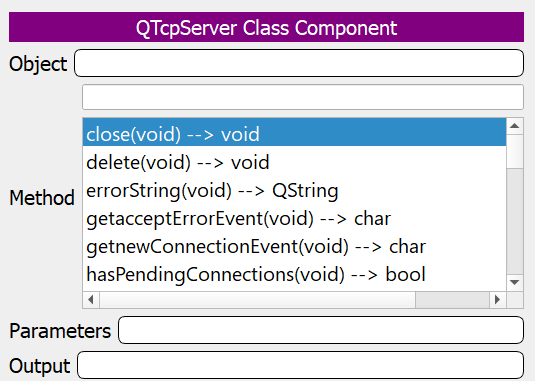 QTcpServer Class Component
Object
close(void) --> void
delete(void) --> void
errorString(void) --> QString
Method
getacceptErrorEvent(void) --> char
getnewConnectionEvent(void) --> char
hasPendingConnections(void) --> bool
Parameters
Output